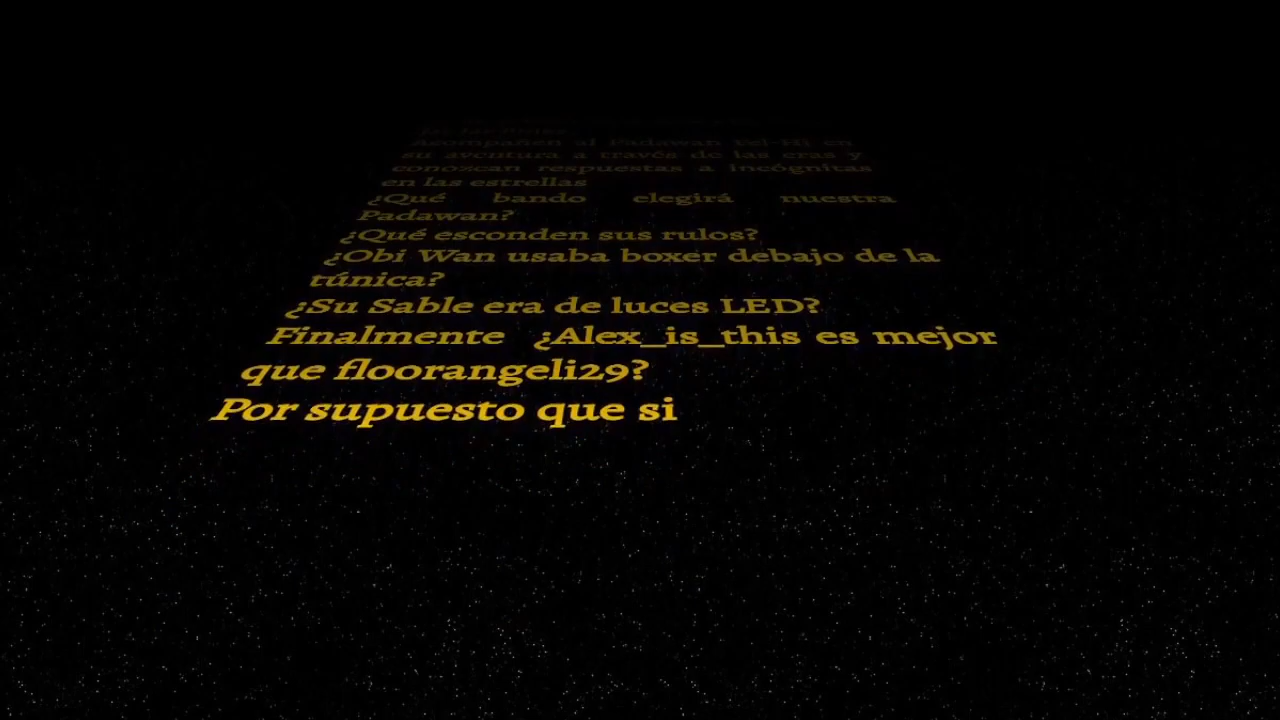 Acompañen al Padawan
su aventura a través de las eras y
conozcan respuestas a incógnitas
en las estrellas
¿Qué bando elegirá nuestra
Padawan?
¿Qué esconden sus rulos?
¿Obi Wan usaba boxer debajo de la
túnica?
¿Su Sable era de luces LED?
Finalmente ¿Alex_is_this es mejor
que floorangeli29?
Por supuesto que si